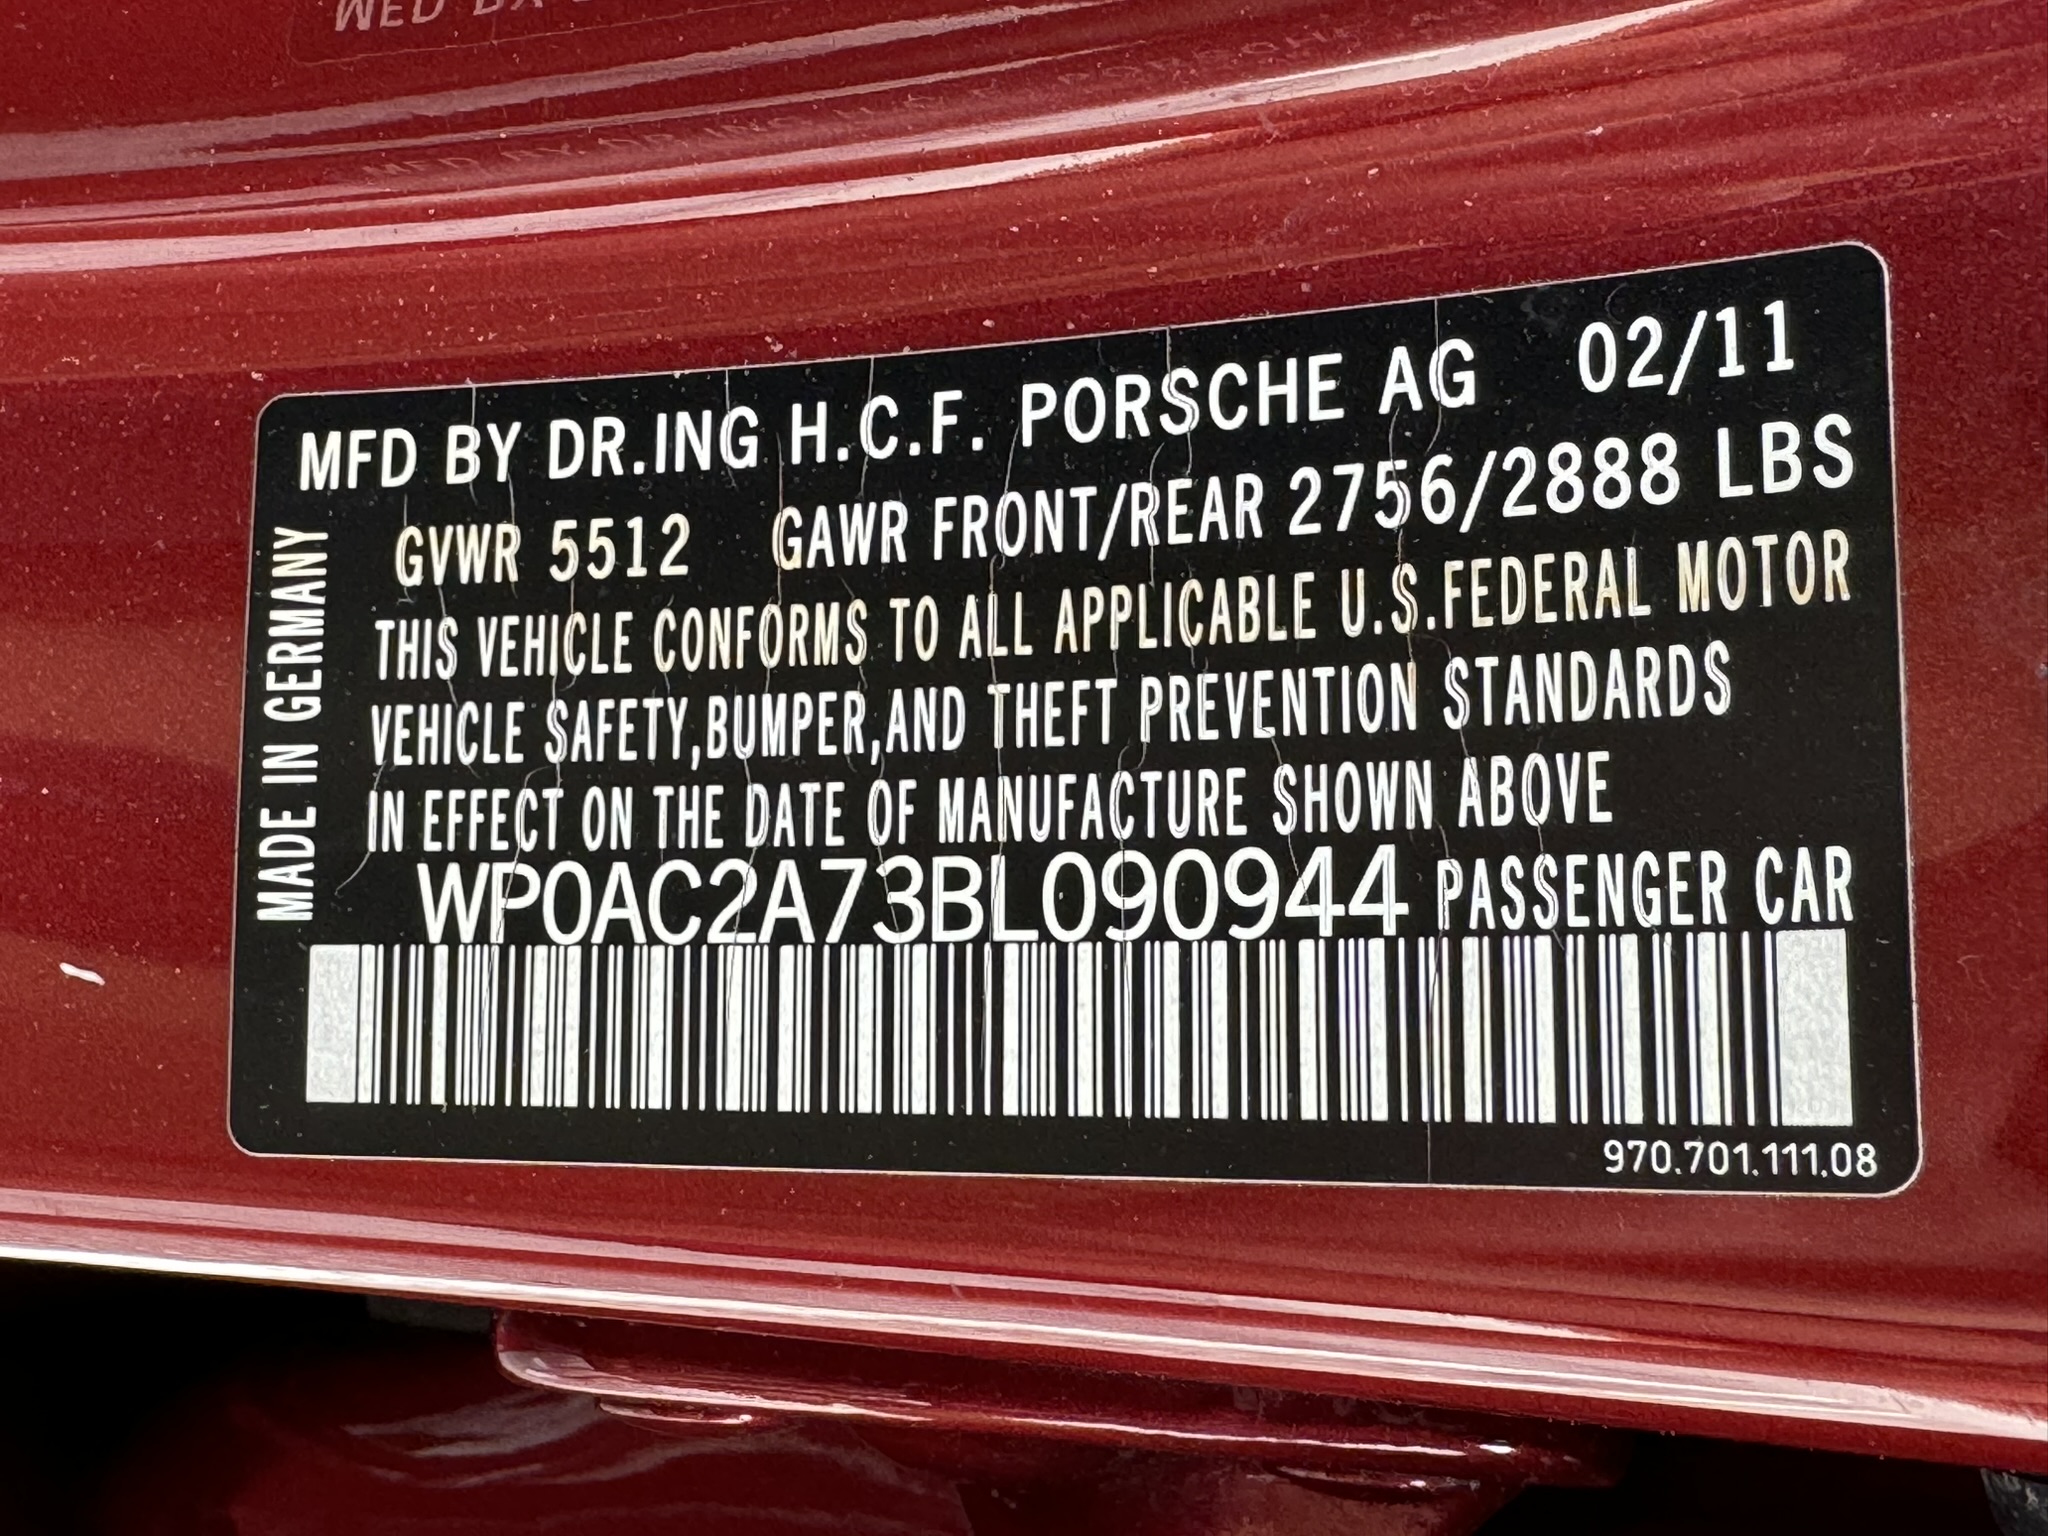 MFD BY DR.ING H.C.F. PORSCHE AG 02/11
GVWR 5512 GAWR FRONT/REAR 2756/2888 LBS
THIS VEHICLE CONFORMS TO ALL APPLICABLE U.S.FEDERAL MOTOR
VEHICLE SAFETY,BUMPER,AND THEFT PREVENTION STANDARDS
IN EFFECT ON THE DATE OF MANUFACTURE SHOWN ABOVE
WP0AC2A73BL090944 PASSENGER CAR
970.701.111.08
MADE IN GERMANY